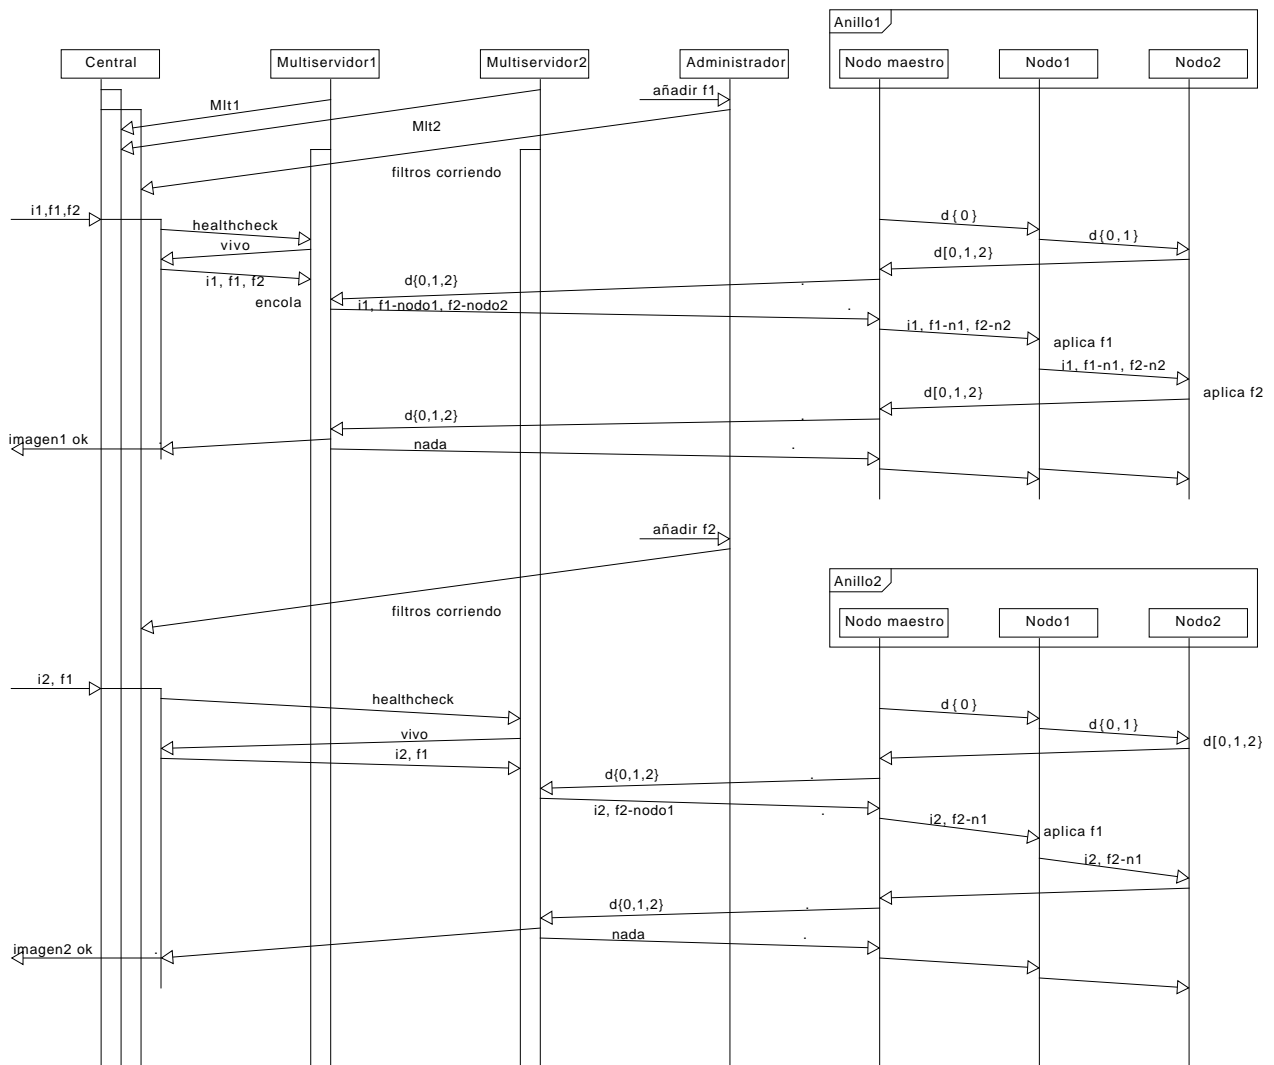 Anillo1
Central
Multiservidor1
Multiservidor2
Administrador
Nodo maestro
Nodo1
Nodo2
Mlt1
añadir f1
Mlt2
filtros corriendo
i1,f1,f2
healthcheck
d{0}
vivo
d{0,1}
d[0,1,2}
i1, f1, f2
d{0,1,2}
encola
i1, f1-nodo1, f2-nodo2
i1, f1-n1, f2-n2
aplica f1
i1, f1-n1, f2-n2
d[0,1,2}
aplica f2
d{0,1,2}
imagen1 ok
nada
añadir f2
Anillo2
filtros corriendo
Nodo maestro
Nodo1
Nodo2
i2, f1
healthcheck
d{0}
vivo
d{0,1}
d[0,1,2}
i2, f1
d{0,1,2}
i2, f2-nodo1
i2, f2-n1
aplica f1
i2, f2-n1
d{0,1,2}
nada
imagen2 ok